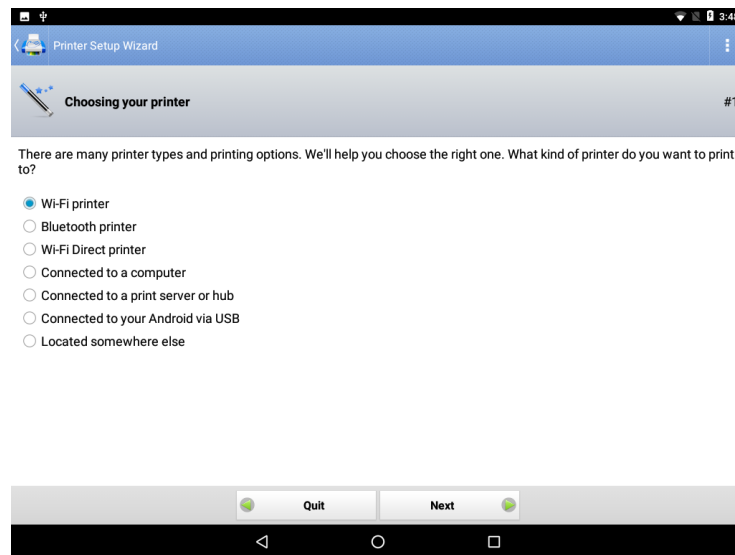 3:48
Printer Setup Wizard
Choosing your printer
#1
There are many printer types and printing options. We'll help you choose the right one. What kind of printer do you want to print
to?
Wi-Fi printer
Bluetooth printer
Wi-Fi Direct printer
Connected to a computer
Connected to a print server or hub
Connected to your Android via USB
Located somewhere else
Quit
Next